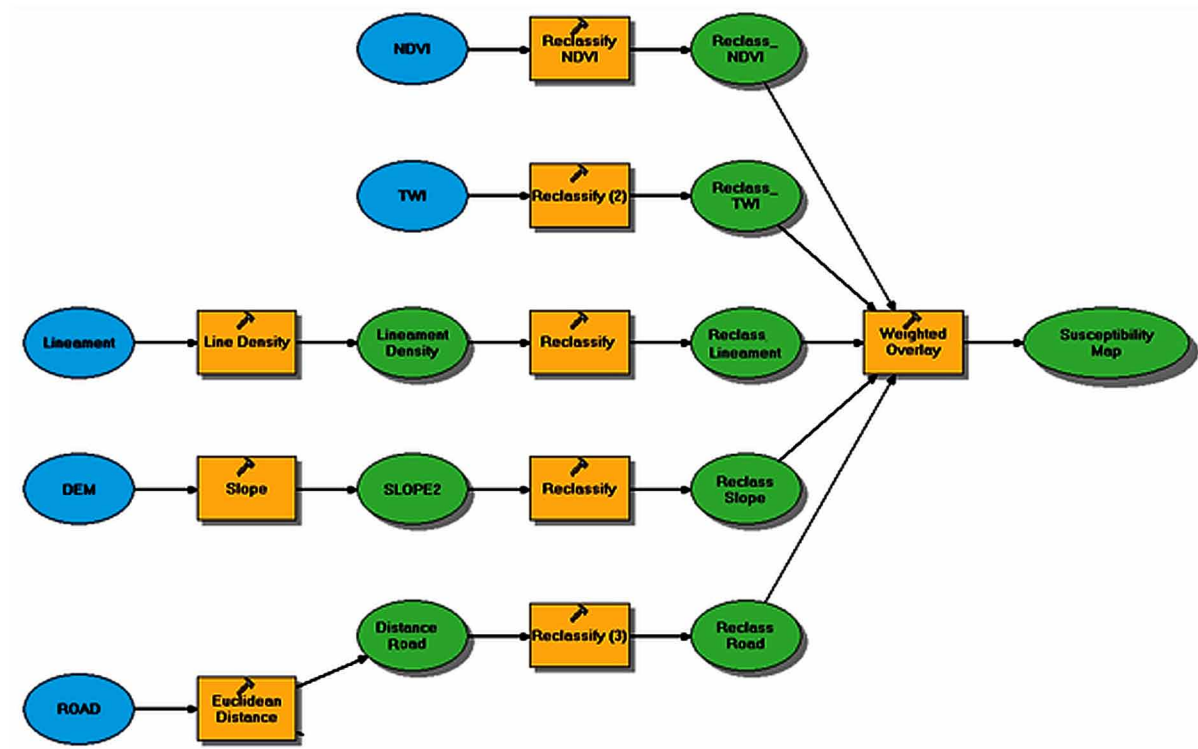 NDVI
Reclassify
NDVI
Reclass_
NDVI
TWI
Reclassify (2)
Reclass_
TWI
Lineament
Line Density
Lineament
Density
Reclassify
Reclass_
Lineament
Weighted
Overlay
Susceptibility
Map
DEM
Slope
SLOPE2
Reclassify
Reclass
Slope
Distance
Road
Reclassify (3)
Reclass
Road
ROAD
Euclidean
Distance